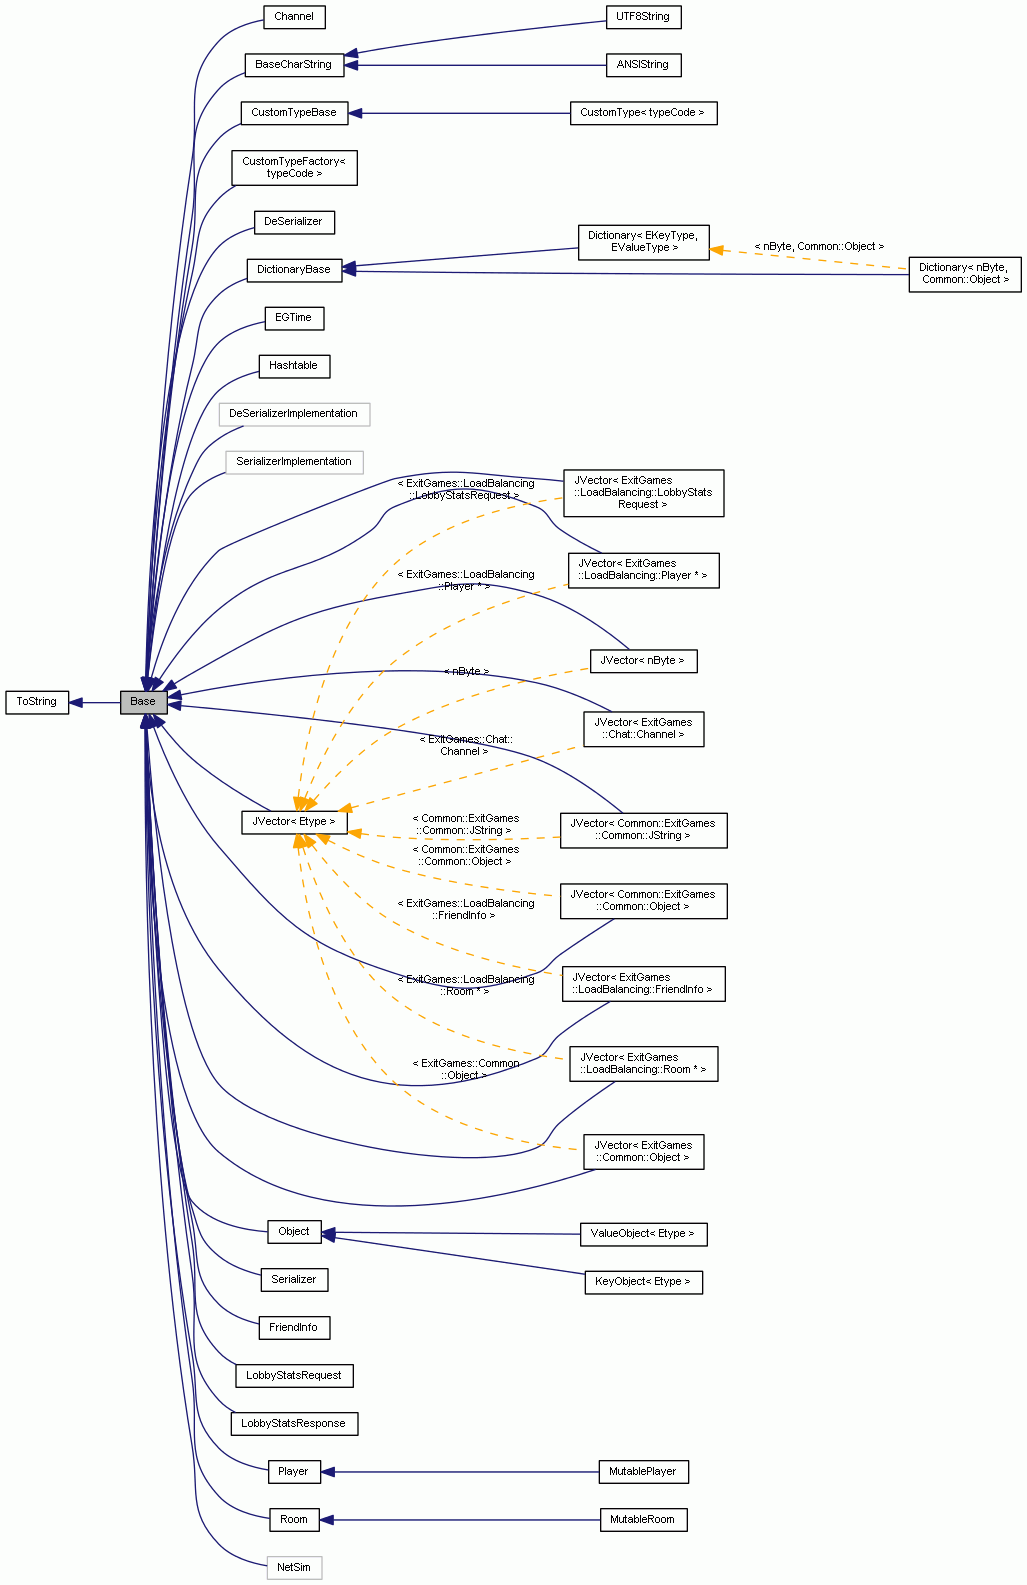 Channel
UTF8String
BaseCharString
ANSIString
CustomTypeBase
CustomType< typeCode >
CustomTypeFactory<
typeCode >
DeSerializer
Dictionary< EKeyType,
EValueType >
< nByte, Common::Object >
DictionaryBase
Dictionary< nByte,
Common::Object >
EGTime
Hashtable
DeSerializerImplementation
SerializerImplementation
< ExitGames::LoadBalancing
::LobbyStatsRequest >
JVector< ExitGames
::LoadBalancing::LobbyStats
Request >
JVector< ExitGames
::LoadBalancing::Player * >
< ExitGames::LoadBalancing
::Player * >
JVector< nByte >
< nByte >
ToString
Base
JVector< ExitGames
::Chat::Channel >
< ExitGames::Chat::
Channel >
JVector< Etype >
< Common::ExitGames
::Common::JString >
JVector< Common::ExitGames
::Common::JString >
< Common::ExitGames
::Common::Object >
JVector< Common::ExitGames
::Common::Object >
< ExitGames::LoadBalancing
::FriendInfo >
JVector< ExitGames
::LoadBalancing::FriendInfo >
< ExitGames::LoadBalancing
::Room * >
JVector< ExitGames
::LoadBalancing::Room * >
< ExitGames::Common
::Object >
JVector< ExitGames
::Common::Object >
Object
ValueObject< Etype >
Serializer
KeyObject< Etype >
FriendInfo
LobbyStatsRequest
LobbyStatsResponse
Player
MutablePlayer
Room
MutableRoom
NetSim